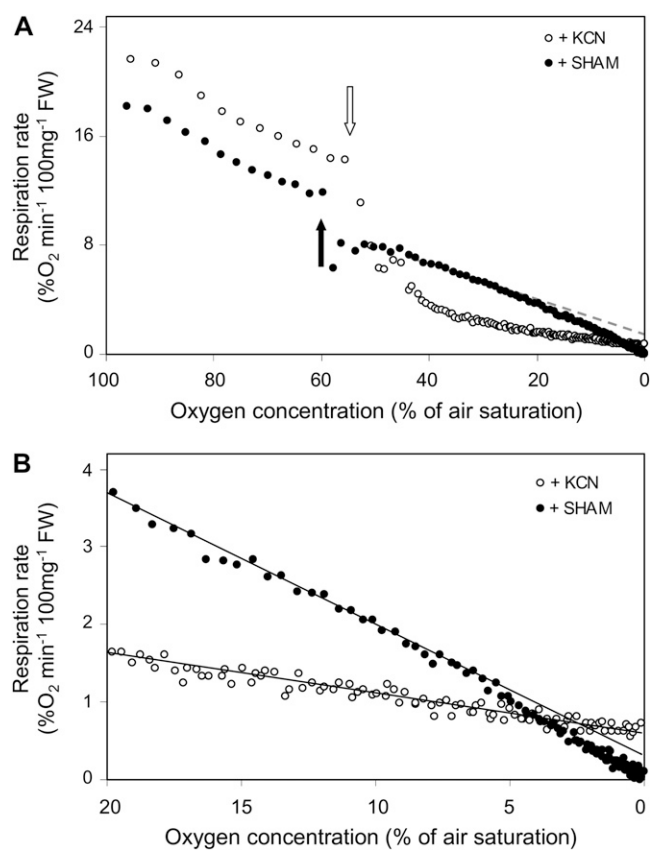 A
24
16
8
0
Respiration rate
(%O₂ min⁻¹ 100mg⁻¹ FW)
+ KCN
+ SHAM
100 80 60 40 20 0
Oxygen concentration (% of air saturation)
B
4
3
2
1
0
Respiration rate
(%O₂ min⁻¹ 100mg⁻¹ FW)
+ KCN
+ SHAM
20 15 10 5 0
Oxygen concentration (% of air saturation)